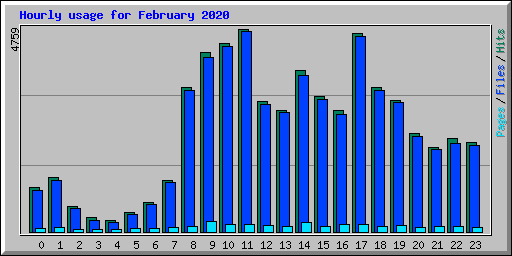 Hourly usage for February 2020
4759
Pages / Files / Hits
0 1 2 3 4 5 6 7 8 9 10 11 12 13 14 15 16 17 18 19 20 21 22 23